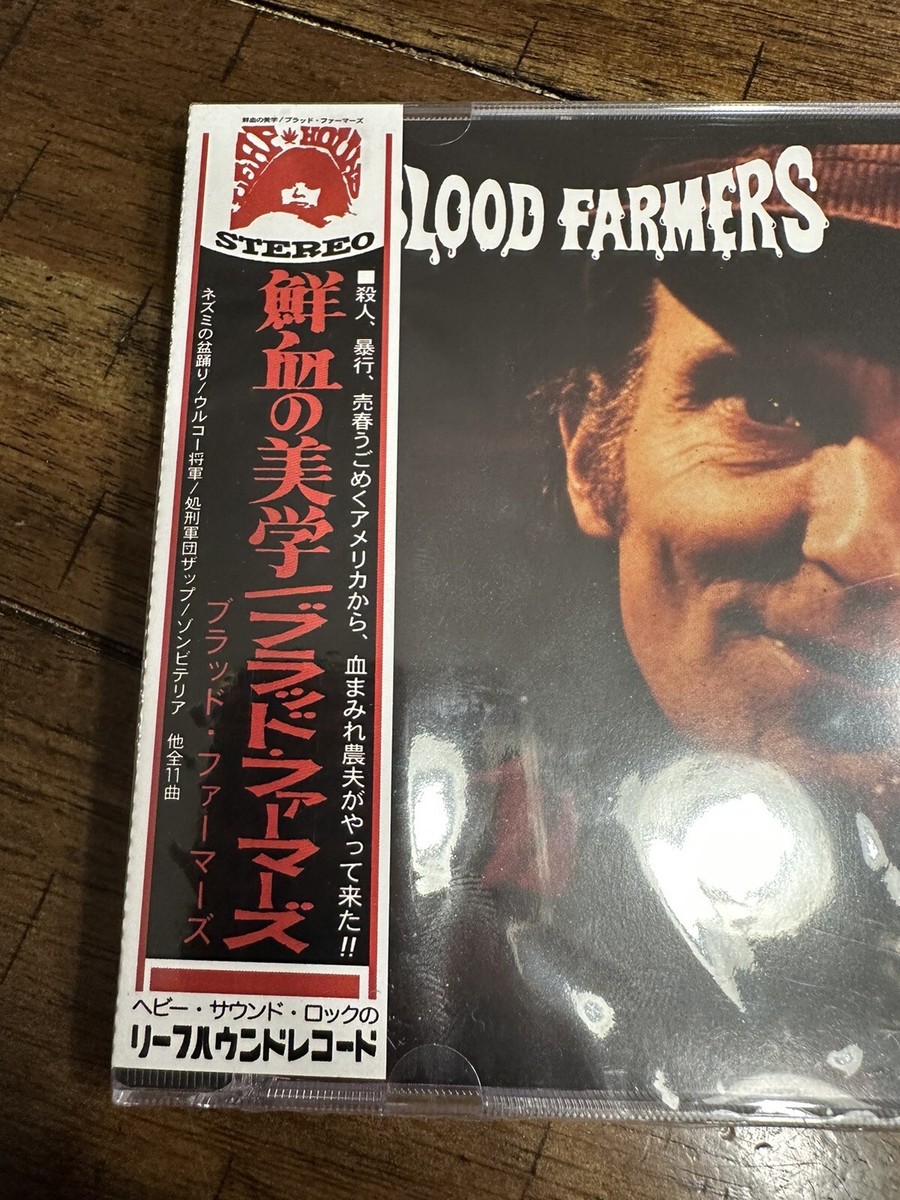 鮮血の美学/ブラッド・ファーマーズ
LEAF HOUND
STEREO
BLOOD FARMERS
■殺人、暴行、売春うごめくアメリカから、血まみれ農夫がやって来た!!
鮮血の美学/ブラッド・ファーマーズ
ブラッド・ファーマーズ
ネズミの盆踊り/ウルコー将軍/処刑軍団ザップ/ゾンビテリア 他全11曲
ヘビー・サウンド・ロックの
リーフハウンドレコード